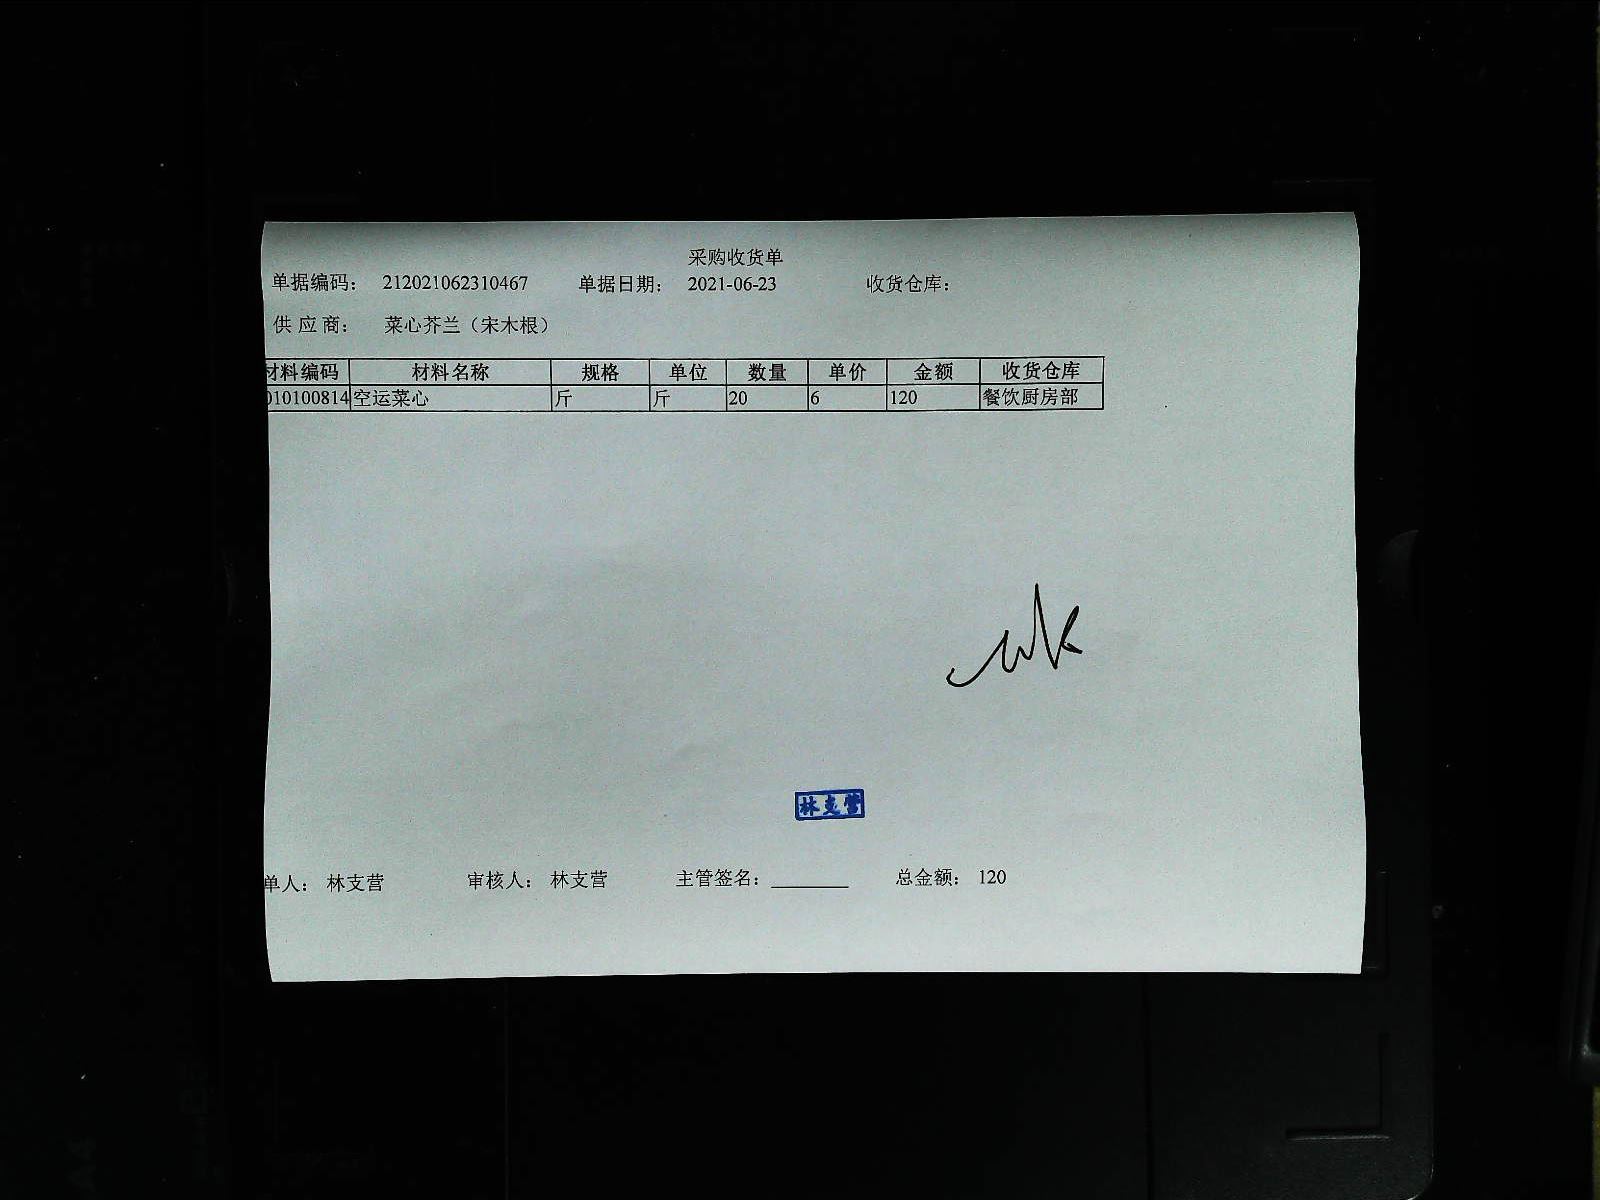 采购收货单
单据编码： 212021062310467 单据日期： 2021-06-23 收货仓库：
供应商： 菜心芥兰（宋木根）
材料编码 材料名称 规格 单位 数量 单价 金额 收货仓库
010100814 空运菜心 斤 斤 20 6 120 餐饮厨房部
林支营
单人： 林支营 审核人： 林支营 主管签名： 总金额： 120